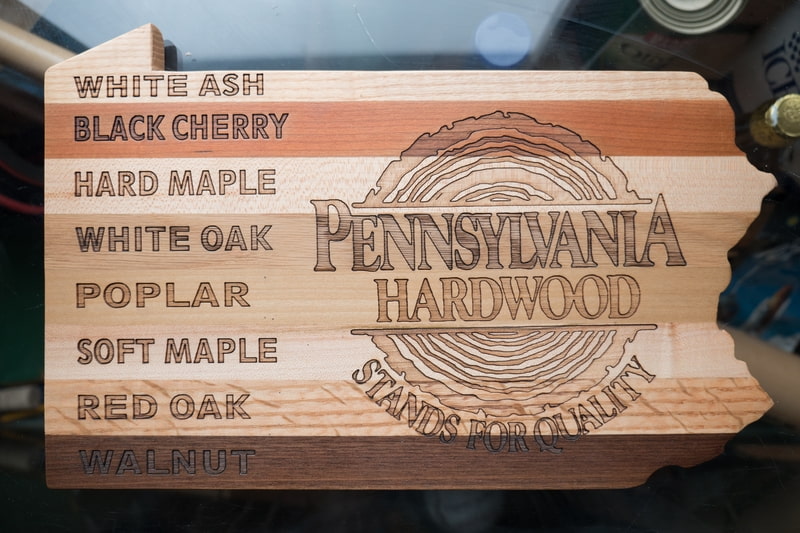 WHITE ASH
BLACK CHERRY
HARD MAPLE
WHITE OAK
POPLAR
SOFT MAPLE
RED OAK
WALNUT
PENNSYLVANIA
HARDWOOD
STANDS FOR QUALITY